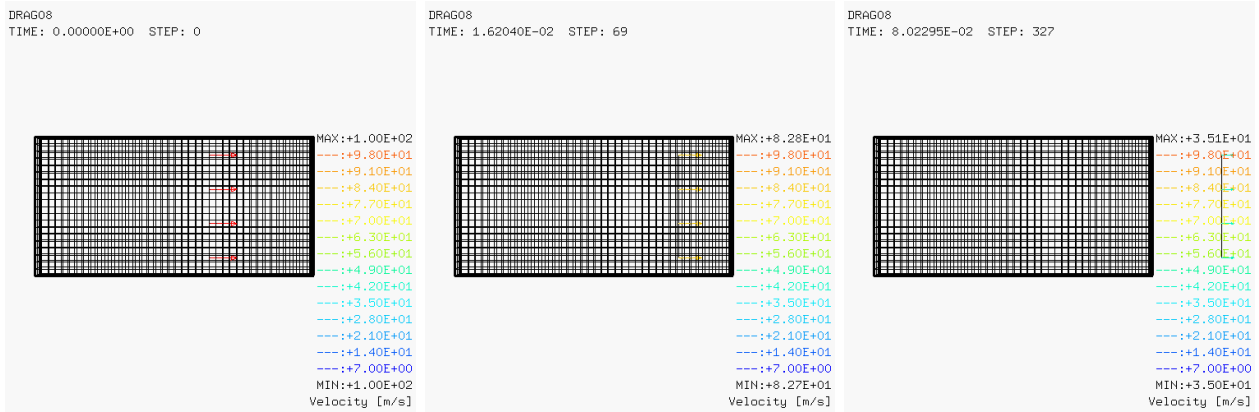 DRAGO8
TIME: 0.00000E+00 STEP: 0
MAX:+1.00E+02
---:+9.80E+01
---:+9.10E+01
---:+8.40E+01
---:+7.70E+01
---:+7.00E+01
---:+6.30E+01
---:+5.60E+01
---:+4.90E+01
---:+4.20E+01
---:+3.50E+01
---:+2.80E+01
---:+2.10E+01
---:+1.40E+01
---:+7.00E+00
MIN:+1.00E+02
Velocity [m/s]
DRAGO8
TIME: 1.62040E-02 STEP: 69
MAX:+8.28E+01
---:+9.80E+01
---:+9.10E+01
---:+8.40E+01
---:+7.70E+01
---:+7.00E+01
---:+6.30E+01
---:+5.60E+01
---:+4.90E+01
---:+4.20E+01
---:+3.50E+01
---:+2.80E+01
---:+2.10E+01
---:+1.40E+01
---:+7.00E+00
MIN:+8.27E+01
Velocity [m/s]
DRAGO8
TIME: 8.02295E-02 STEP: 327
MAX:+3.51E+01
---:+9.80E+01
---:+9.10E+01
---:+8.40E+01
---:+7.70E+01
---:+7.00E+01
---:+6.30E+01
---:+5.60E+01
---:+4.90E+01
---:+4.20E+01
---:+3.50E+01
---:+2.80E+01
---:+2.10E+01
---:+1.40E+01
---:+7.00E+00
MIN:+3.50E+01
Velocity [m/s]